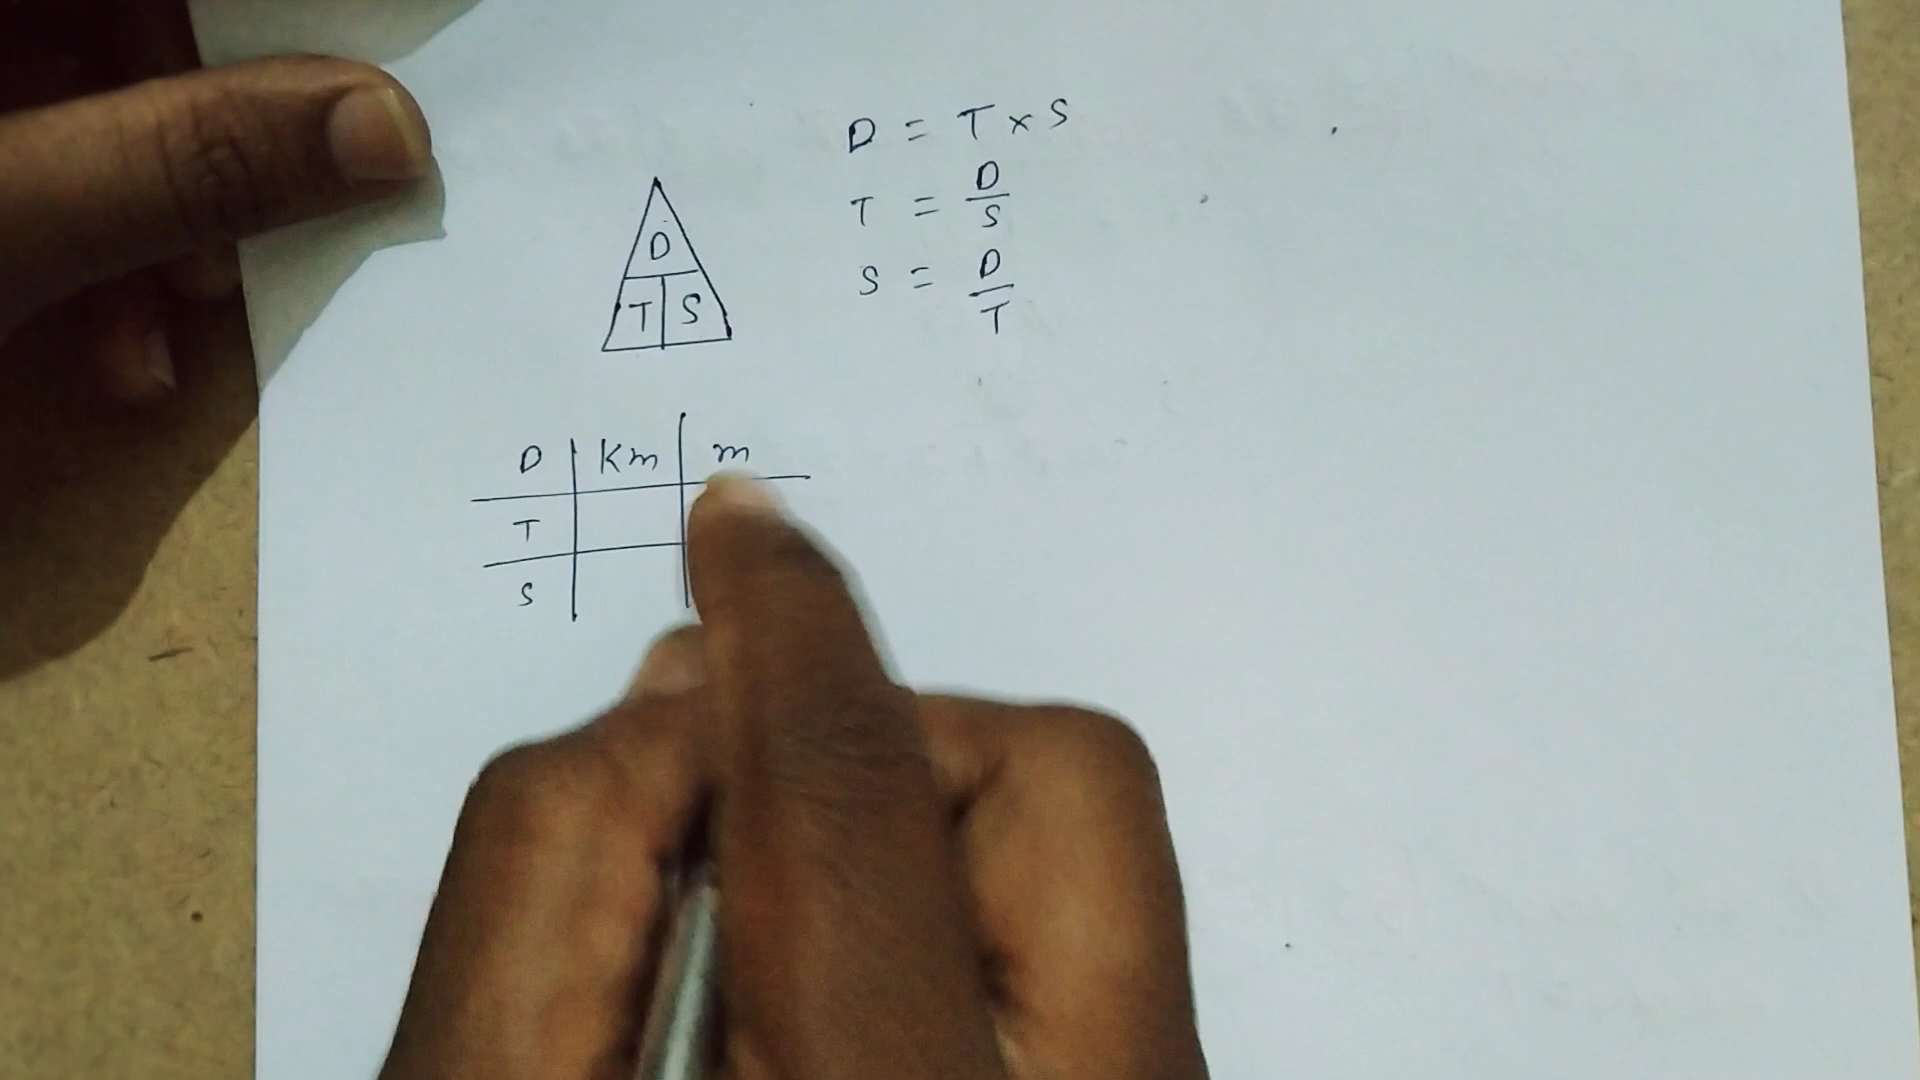 D = T x S
T = D/S
S = D/T
D
T S
D Km m
T
S